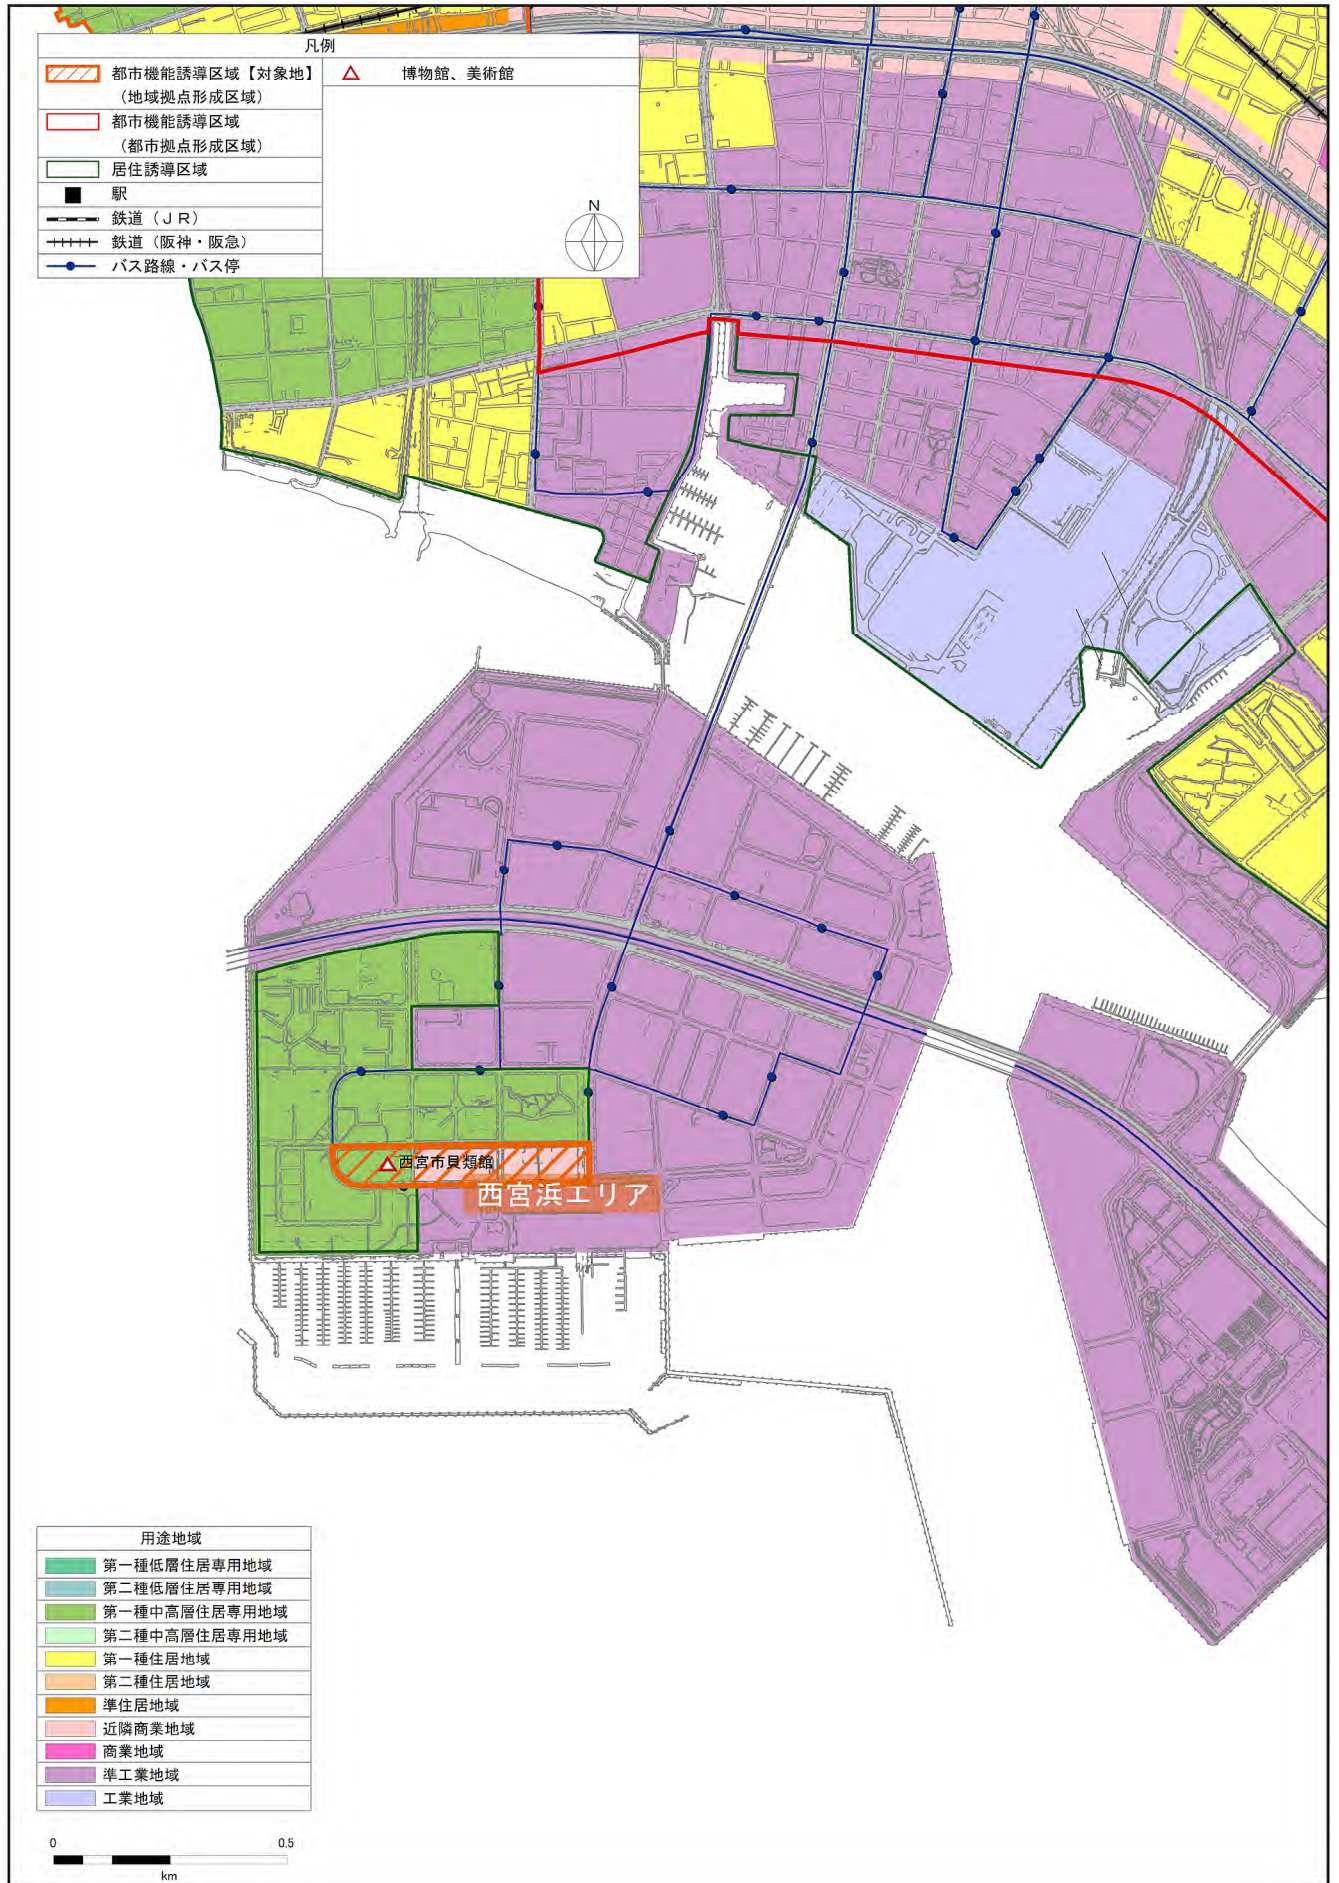 凡例
都市機能誘導区域【対象地】
（地域拠点形成区域）
都市機能誘導区域
（都市拠点形成区域）
居住誘導区域
駅
鉄道（ＪＲ）
鉄道（阪神・阪急）
バス路線・バス停
博物館、美術館
N
西宮市貝類館
西宮浜エリア
用途地域
第一種低層住居専用地域
第二種低層住居専用地域
第一種中高層住居専用地域
第二種中高層住居専用地域
第一種住居地域
第二種住居地域
準住居地域
近隣商業地域
商業地域
準工業地域
工業地域
0 0.5
km